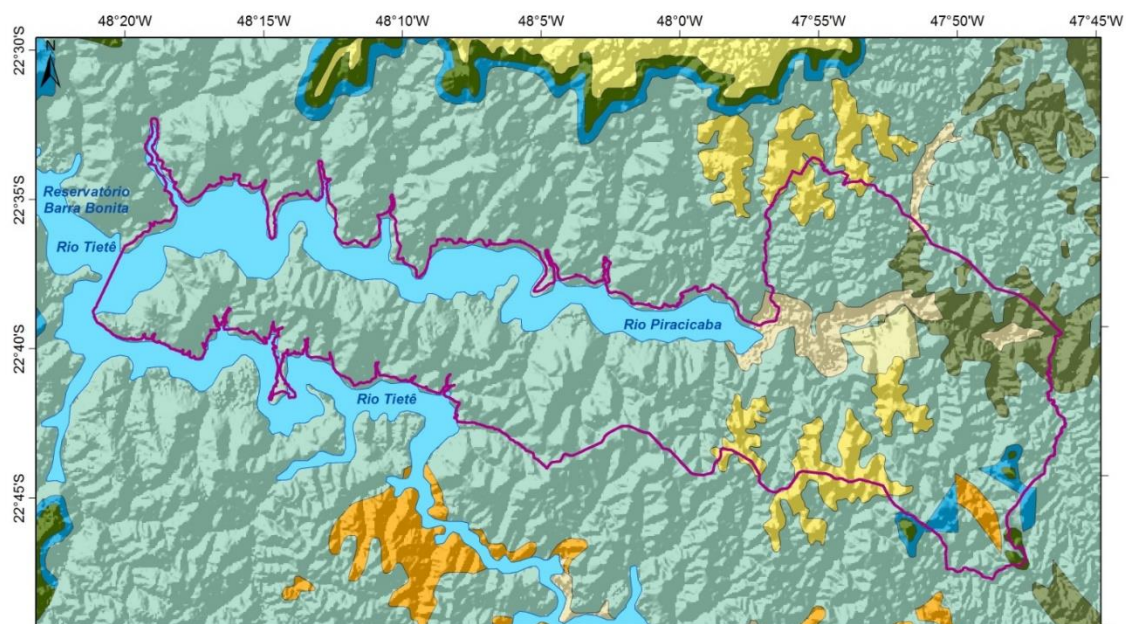 48°20'W 48°15'W 48°10'W 48°5'W 48°0'W 47°55'W 47°50'W 47°45'W
22°30'S
N
22°35'S
Reservatório
Barra Bonita
Rio Tietê
Rio Piracicaba
22°40'S
Rio Tietê
22°45'S